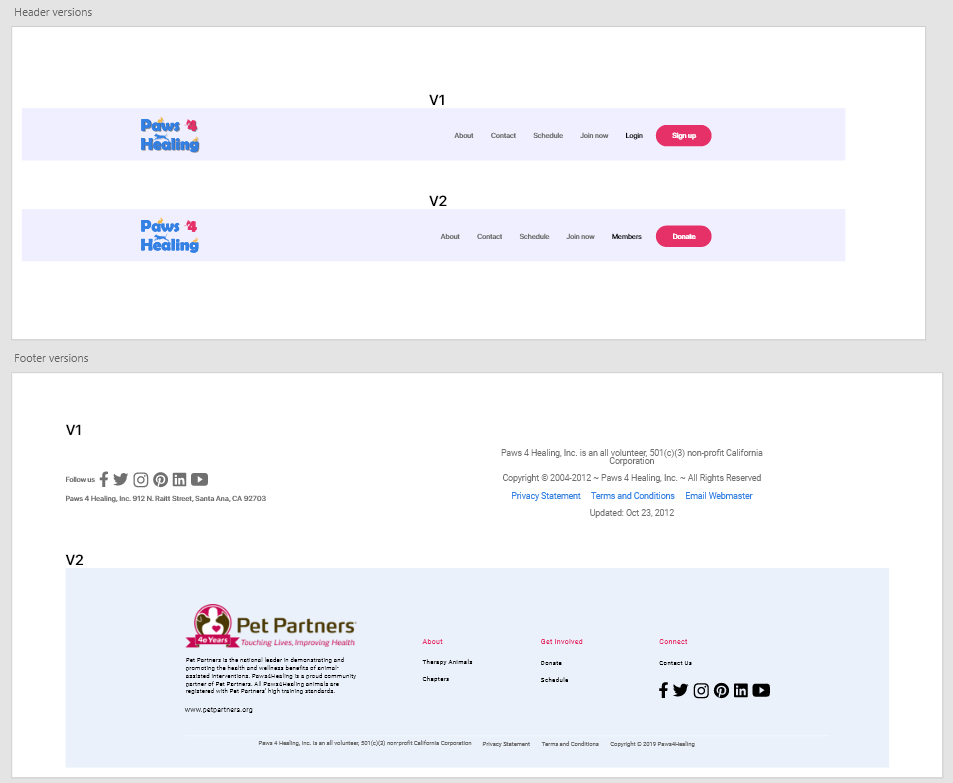 Header versions
V1
Paws 4
Healing
About Contact Schedule Join now Login Sign up
V2
Paws 4
Healing
About Contact Schedule Join now Members Donate
Footer versions
V1
Follow us
Paws 4 Healing, Inc. 912 N. Raitt Street, Santa Ana, CA 92703
Paws 4 Healing, Inc. is an all volunteer, 501(c)(3) non-profit California
Corporation
Copyright © 2004-2012 ~ Paws 4 Healing, Inc. ~ All Rights Reserved
Privacy Statement Terms and Conditions Email Webmaster
Updated: Oct 23, 2012
V2
Pet Partners
40 Years
Touching Lives, Improving Health
Pet Partners is the national leader in demonstrating and
promoting the health and wellness benefits of animal-
assisted interventions. Paws4Healing is a proud community
partner of Pet Partners. All Paws4Healing animals are
registered with Pet Partners' high training standards.
www.petpartners.org
About
Therapy Animals
Chapters
Get Involved
Donate
Schedule
Connect
Contact Us
Paws 4 Healing, Inc. is an all volunteer, 501(c)(3) non-profit California Corporation Privacy Statement Terms and Conditions Copyright © 2019 Paws4Healing